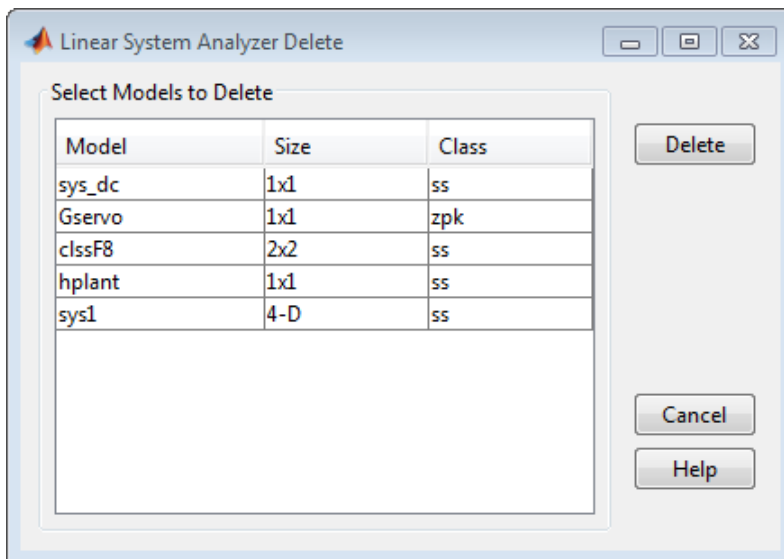 Linear System Analyzer Delete
Select Models to Delete
Model Size Class
sys_dc 1x1 ss
Gservo 1x1 zpk
clssF8 2x2 ss
hplant 1x1 ss
sys1 4-D ss
Delete
Cancel
Help